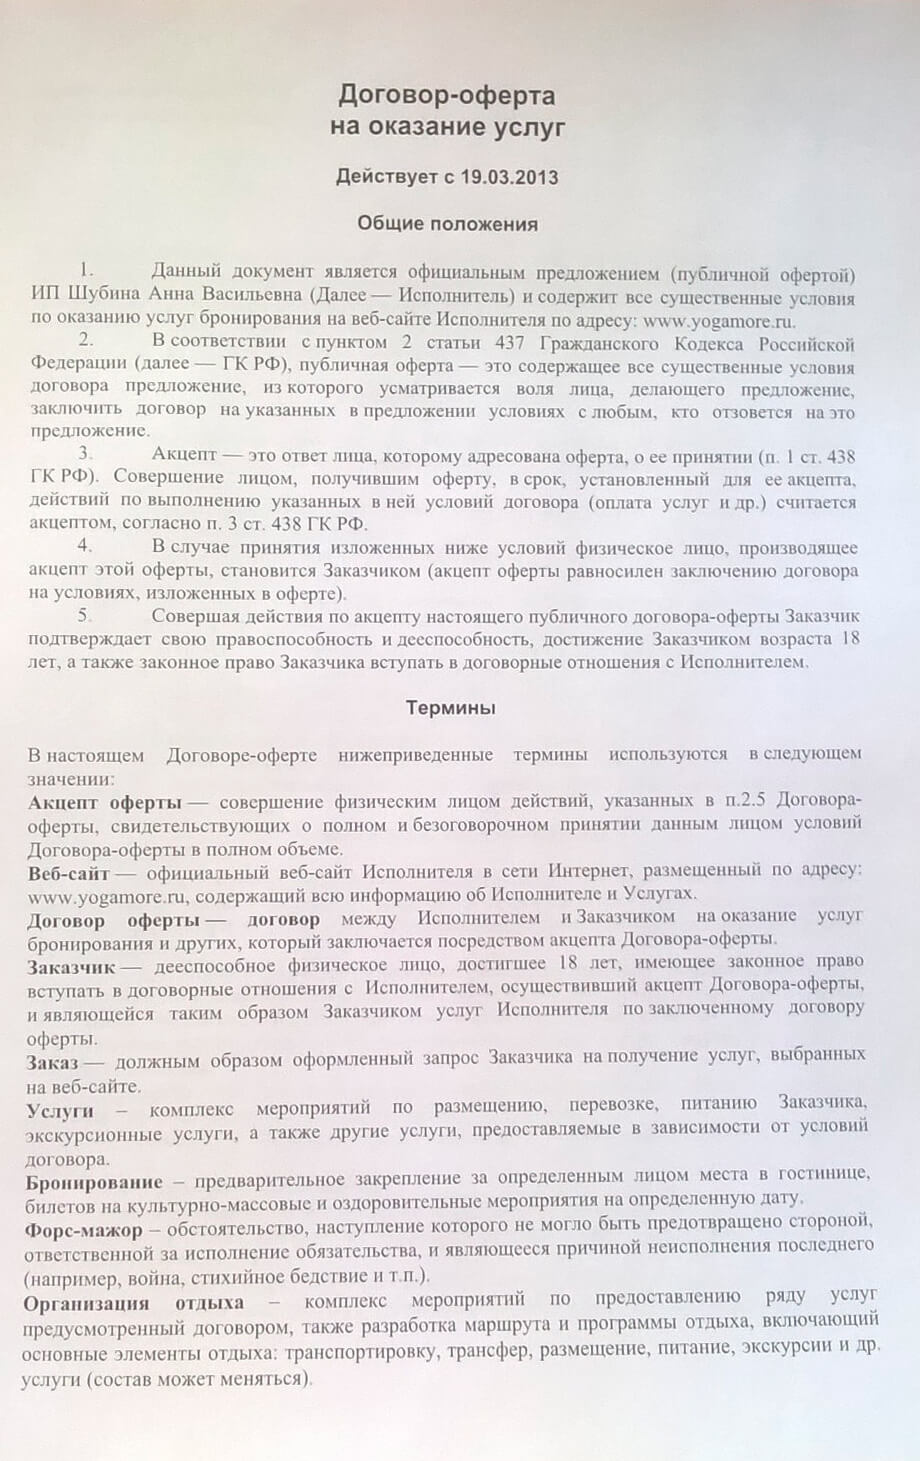 Договор-оферта
на оказание услуг
Действует с 19.03.2013
Общие положения
1. Данный документ является официальным предложением (публичной офертой)
ИП Шубина Анна Васильевна (Далее — Исполнитель) и содержит все существенные условия
по оказанию услуг бронирования на веб-сайте Исполнителя по адресу: www.yogamore.ru.
2. В соответствии с пунктом 2 статьи 437 Гражданского Кодекса Российской
Федерации (далее — ГК РФ), публичная оферта — это содержащее все существенные условия
договора предложение, из которого усматривается воля лица, делающего предложение,
заключить договор на указанных в предложении условиях с любым, кто отзовется на это
предложение.
3. Акцепт — это ответ лица, которому адресована оферта, о ее принятии (п. 1 ст. 438
ГК РФ). Совершение лицом, получившим оферту, в срок, установленный для ее акцепта,
действий по выполнению указанных в ней условий договора (оплата услуг и др.) считается
акцептом, согласно п. 3 ст. 438 ГК РФ.
4. В случае принятия изложенных ниже условий физическое лицо, производящее
акцепт этой оферты, становится Заказчиком (акцепт оферты равносилен заключению договора
на условиях, изложенных в оферте).
5. Совершая действия по акцепту настоящего публичного договора-оферты Заказчик
подтверждает свою правоспособность и дееспособность, достижение Заказчиком возраста 18
лет, а также законное право Заказчика вступать в договорные отношения с Исполнителем.
Термины
В настоящем Договоре-оферте нижеприведенные термины используются в следующем
значении:
Акцепт оферты — совершение физическим лицом действий, указанных в п.2.5 Договора-
оферты, свидетельствующих о полном и безоговорочном принятии данным лицом условий
Договора-оферты в полном объеме.
Веб-сайт — официальный веб-сайт Исполнителя в сети Интернет, размещенный по адресу:
www.yogamore.ru, содержащий всю информацию об Исполнителе и Услугах.
Договор оферты — договор между Исполнителем и Заказчиком на оказание услуг
бронирования и других, который заключается посредством акцепта Договора-оферты.
Заказчик — дееспособное физическое лицо, достигшее 18 лет, имеющее законное право
вступать в договорные отношения с Исполнителем, осуществивший акцепт Договора-оферты,
и являющейся таким образом Заказчиком услуг Исполнителя по заключенному договору
оферты.
Заказ — должным образом оформленный запрос Заказчика на получение услуг, выбранных
на веб-сайте.
Услуги – комплекс мероприятий по размещению, перевозке, питанию Заказчика,
экскурсионные услуги, а также другие услуги, предоставляемые в зависимости от условий
договора.
Бронирование – предварительное закрепление за определенным лицом места в гостинице,
билетов на культурно-массовые и оздоровительные мероприятия на определенную дату.
Форс-мажор – обстоятельство, наступление которого не могло быть предотвращено стороной,
ответственной за исполнение обязательства, и являющееся причиной неисполнения последнего
(например, война, стихийное бедствие и т.п.).
Организация отдыха – комплекс мероприятий по предоставлению ряду услуг
предусмотренный договором, также разработка маршрута и программы отдыха, включающий
основные элементы отдыха: транспортировку, трансфер, размещение, питание, экскурсии и др.
услуги (состав может меняться).